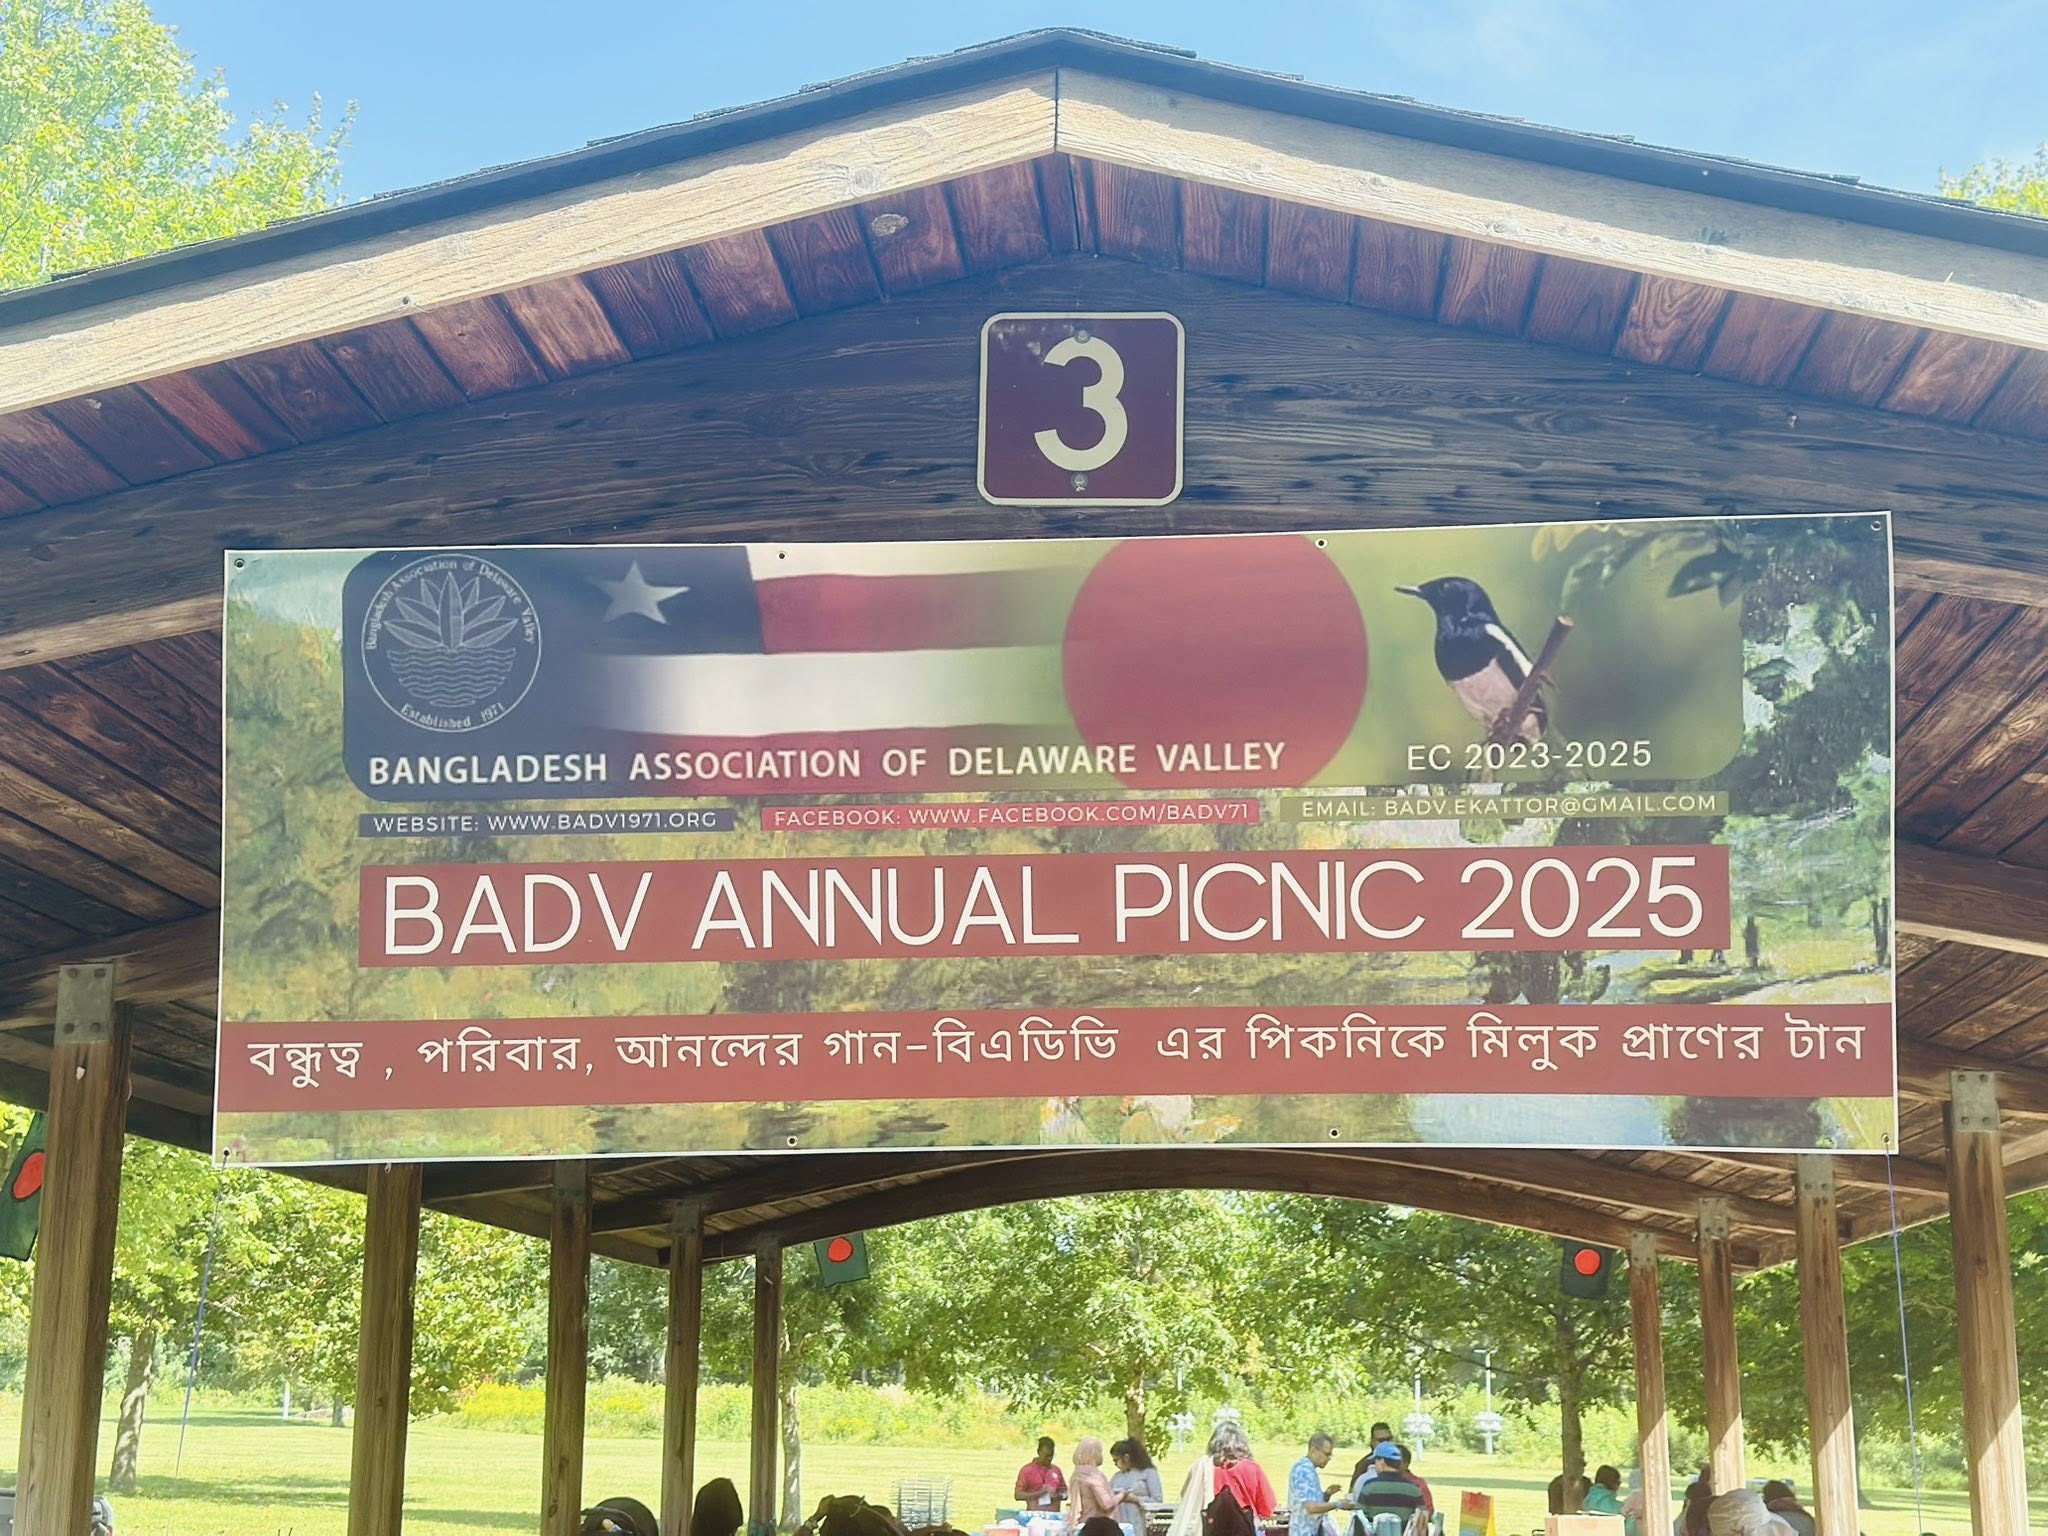 3
Bangladesh Association of Delaware Valley
Established 1971
BANGLADESH ASSOCIATION OF DELAWARE VALLEY EC 2023-2025
WEBSITE: WWW.BADV1971.ORG FACEBOOK: WWW.FACEBOOK.COM/BADV71 EMAIL: BADV.EKATTOR@GMAIL.COM
BADV ANNUAL PICNIC 2025
বন্ধুত্ব , পরিবার, আনন্দের গান-বিএডিভি এর পিকনিকে মিলুক প্রাণের টান